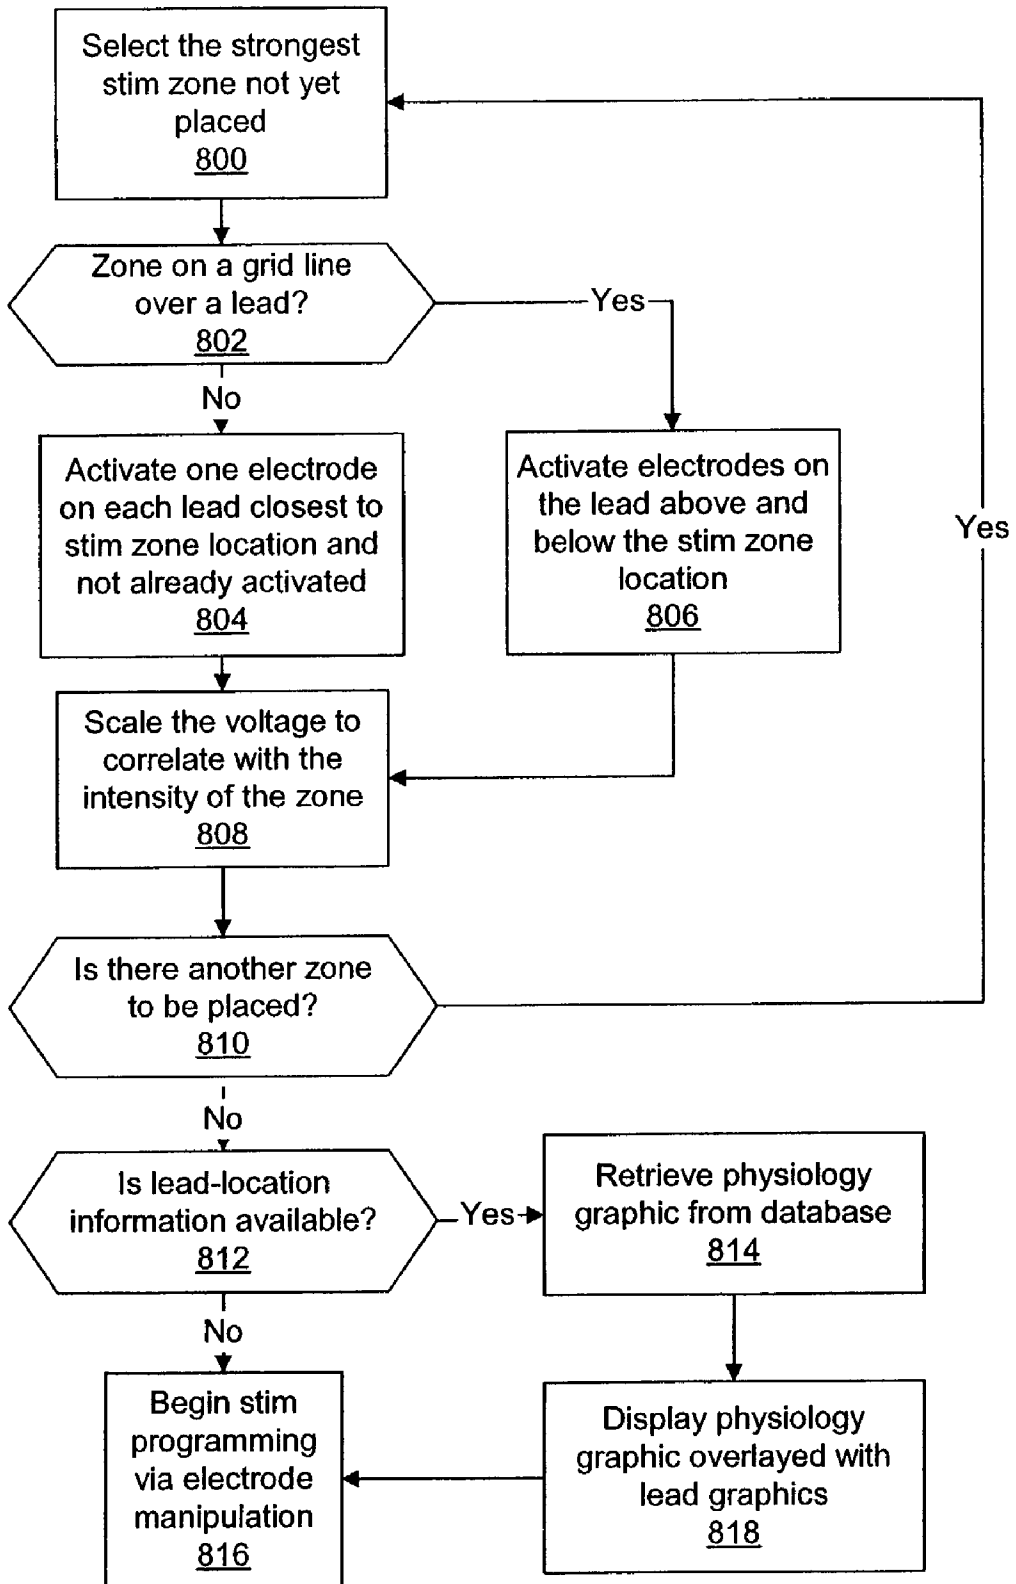 Select the strongest
stim zone not yet
placed
800
Zone on a grid line
over a lead?
802
Yes
No
Activate one electrode
on each lead closest to
stim zone location and
not already activated
804
Activate electrodes on
the lead above and
below the stim zone
location
806
Yes
Scale the voltage to
correlate with the
intensity of the zone
808
Is there another zone
to be placed?
810
No
Is lead-location
information available?
812
Yes
Retrieve physiology
graphic from database
814
No
Begin stim
programming
via electrode
manipulation
816
Display physiology
graphic overlayed with
lead graphics
818